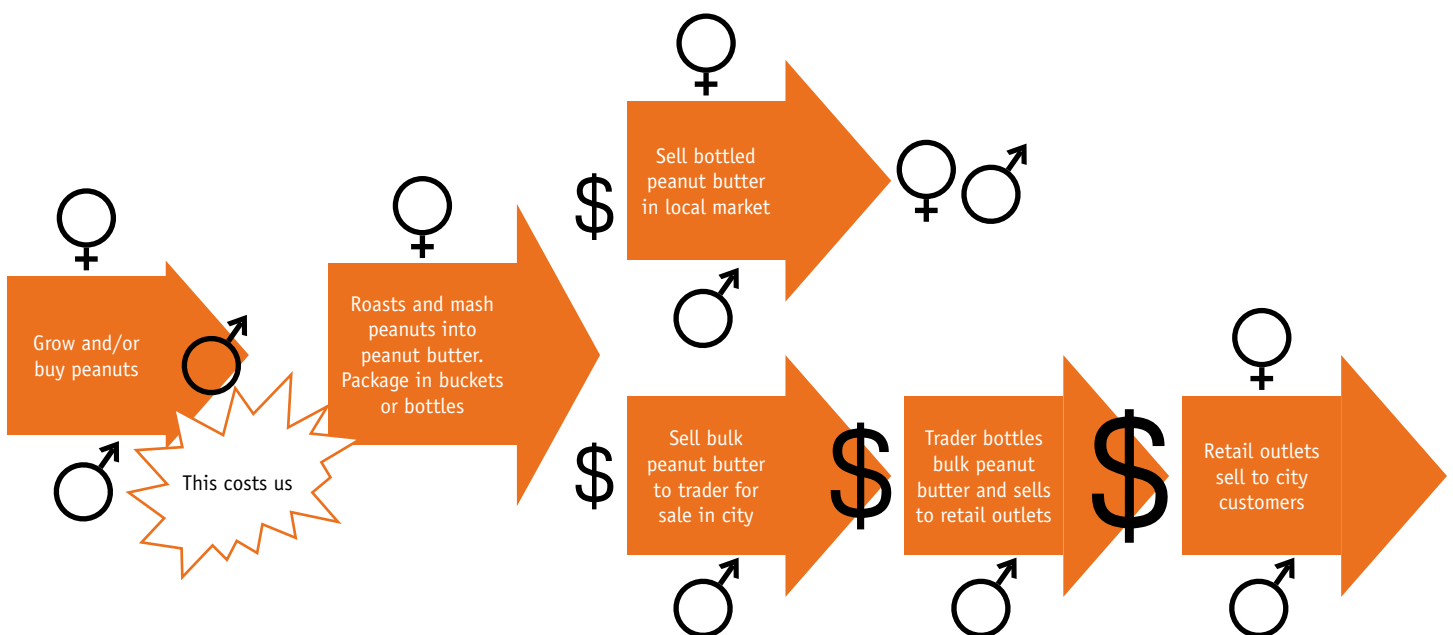 Grow and/or
buy peanuts
This costs us
Roasts and mash
peanuts into
peanut butter.
Package in buckets
or bottles
$
Sell bottled
peanut butter
in local market
$
Sell bulk
peanut butter
to trader for
sale in city
$
Trader bottles
bulk peanut
butter and sells
to retail outlets
$
Retail outlets
sell to city
customers